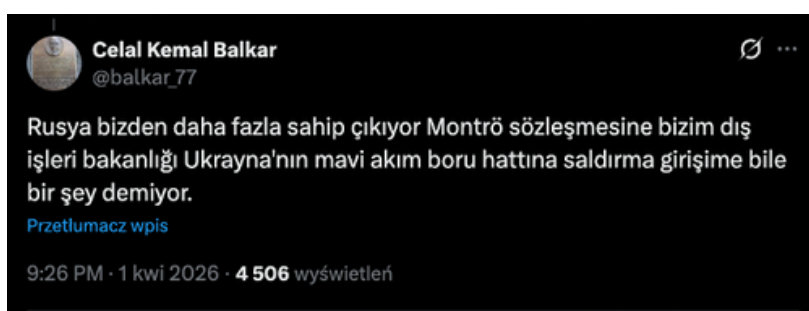 Celal Kemal Balkar
@balkar_77
Rusya bizden daha fazla sahip çıkıyor Montrö sözleşmesine bizim dış
işleri bakanlığı Ukrayna'nın mavi akım boru hattına saldırma girişime bile
bir şey demiyor.
Przetłumacz wpis
9:26 PM · 1 kwi 2026 · 4 506 wyświetleń